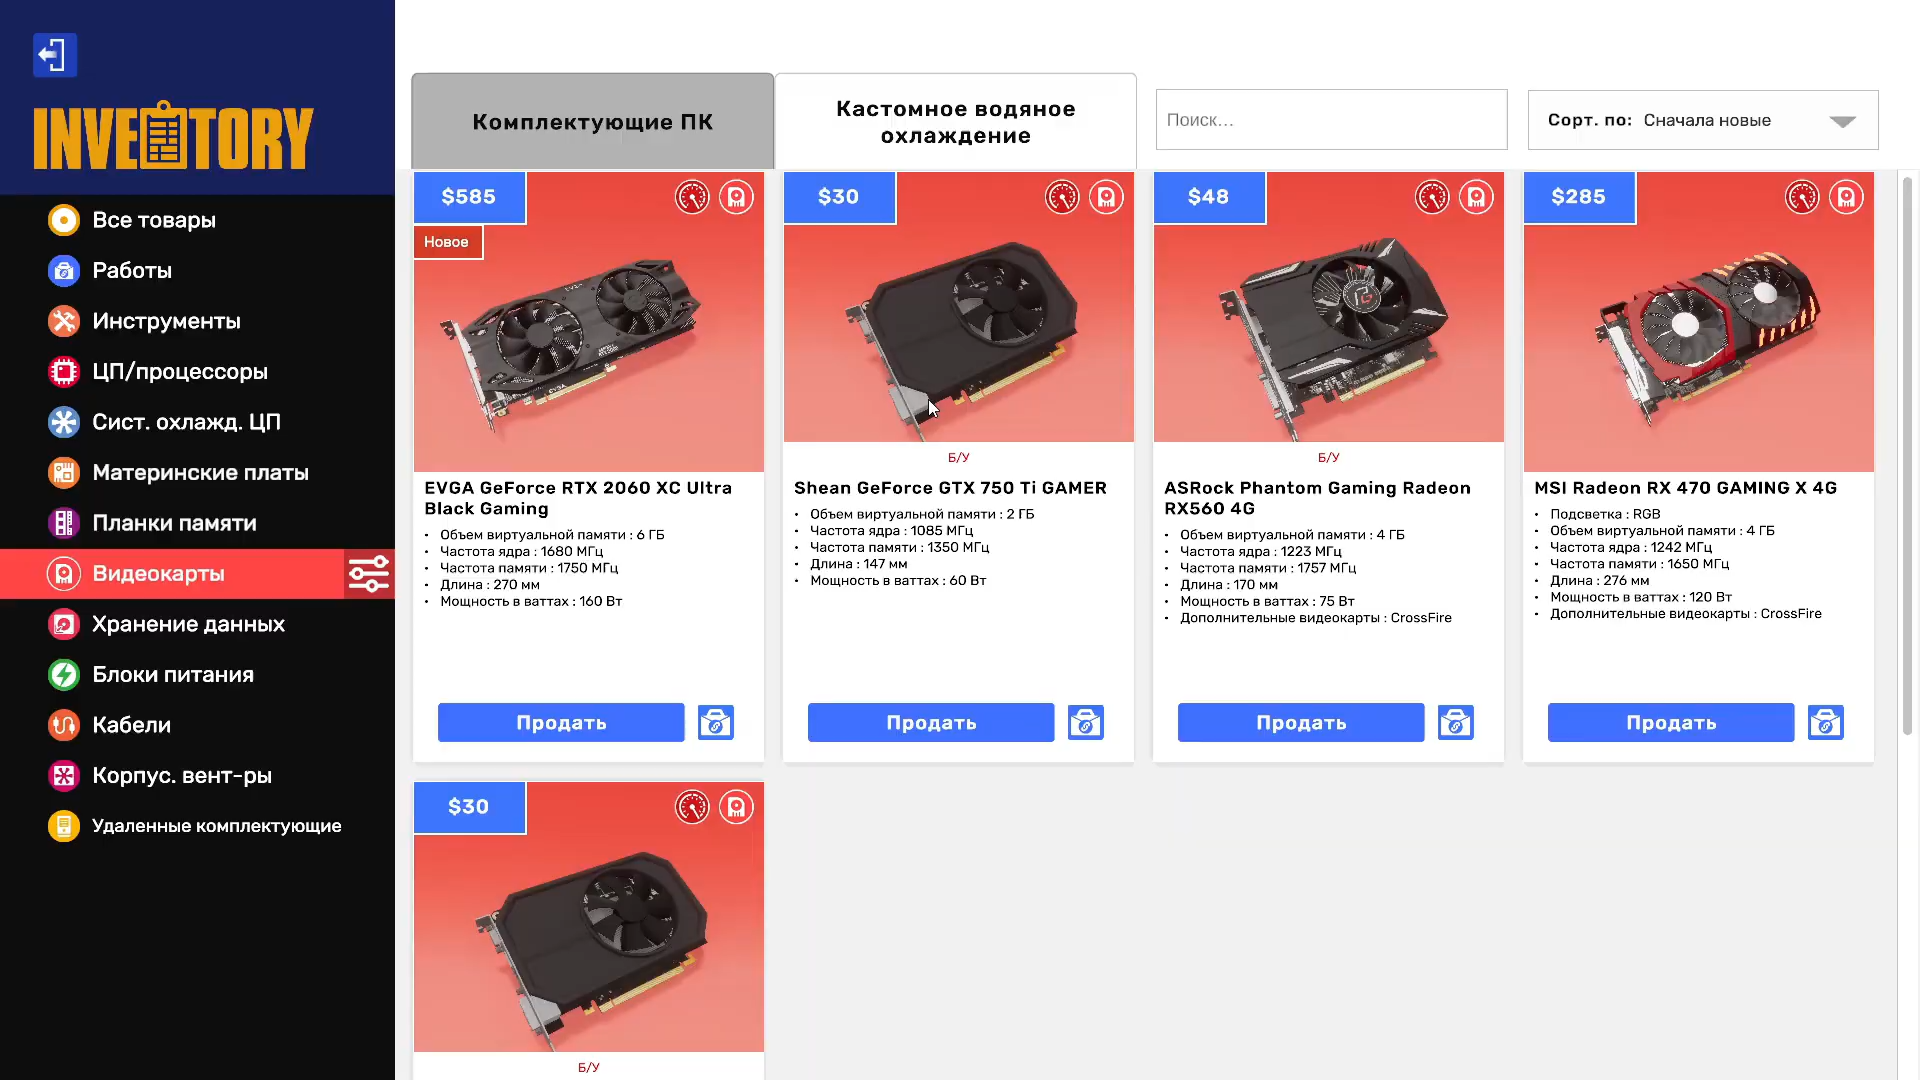 INVENTORY
Все товары
Работы
Инструменты
ЦП/процессоры
Сист. охлажд. ЦП
Материнские платы
Планки памяти
Видеокарты
Хранение данных
Блоки питания
Кабели
Корпус. вент-ры
Удаленные комплектующие
Комплектующие ПК
Кастомное водяное
охлаждение
Поиск...
Сорт. по: Сначала новые
$585
Новое
EVGA GeForce RTX 2060 XC Ultra
Black Gaming
• Объем виртуальной памяти : 6 ГБ
• Частота ядра : 1680 МГц
• Частота памяти : 1750 МГц
• Длина : 270 мм
• Мощность в ваттах : 160 Вт
Продать
$30
Б/У
Shean GeForce GTX 750 Ti GAMER
• Объем виртуальной памяти : 2 ГБ
• Частота ядра : 1085 МГц
• Частота памяти : 1350 МГц
• Длина : 147 мм
• Мощность в ваттах : 60 Вт
Продать
$48
Б/У
ASRock Phantom Gaming Radeon
RX560 4G
• Объем виртуальной памяти : 4 ГБ
• Частота ядра : 1223 МГц
• Частота памяти : 1757 МГц
• Длина : 170 мм
• Мощность в ваттах : 75 Вт
• Дополнительные видеокарты : CrossFire
Продать
$285
MSI Radeon RX 470 GAMING X 4G
• Подсветка : RGB
• Объем виртуальной памяти : 4 ГБ
• Частота ядра : 1242 МГц
• Частота памяти : 1650 МГц
• Длина : 276 мм
• Мощность в ваттах : 120 Вт
• Дополнительные видеокарты : CrossFire
Продать
$30
Б/У